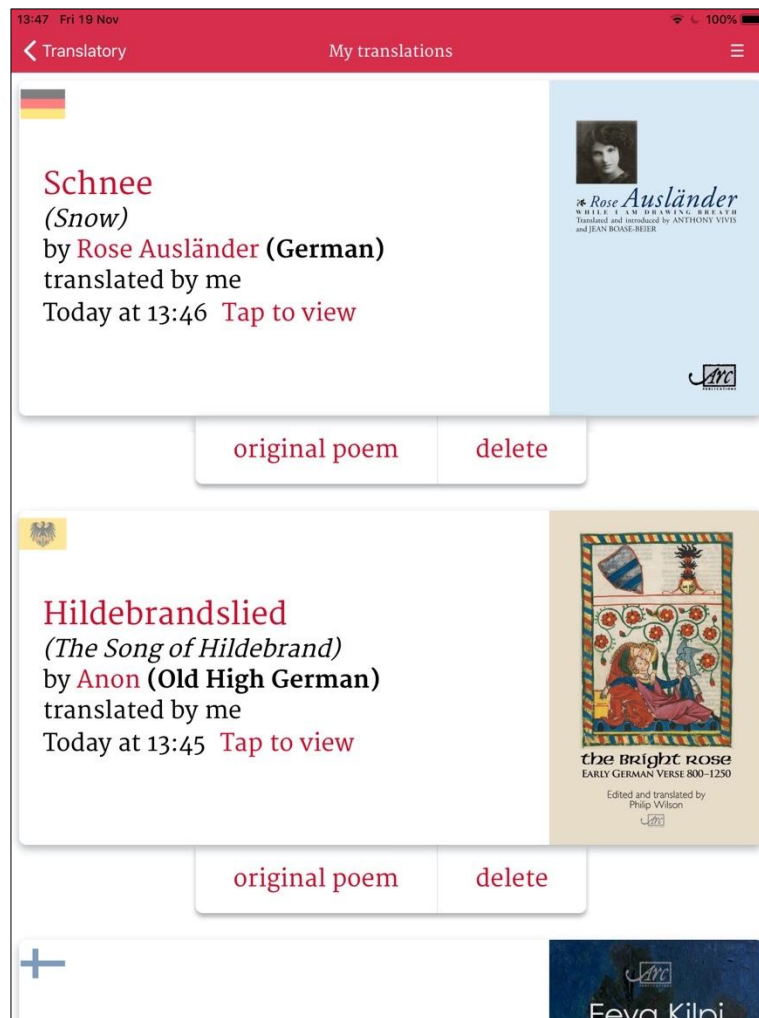 13:47 Fri 19 Nov
100%
Translatory
My translations
Schnee
(Snow)
by Rose Ausländer (German)
translated by me
Today at 13:46 Tap to view
Rose Ausländer
WHILE I AM DRAWING BREATH
Translated and introduced by ANTHONY VIVIS
and JEAN BOASE-BEIER
Arc
PUBLICATIONS
original poem
delete
Hildebrandslied
(The Song of Hildebrand)
by Anon (Old High German)
translated by me
Today at 13:45 Tap to view
the BRight Rose
EARLY GERMAN VERSE 800–1250
Edited and translated by
Philip Wilson
Arc
original poem
delete
Arc
Eeva Kilpi